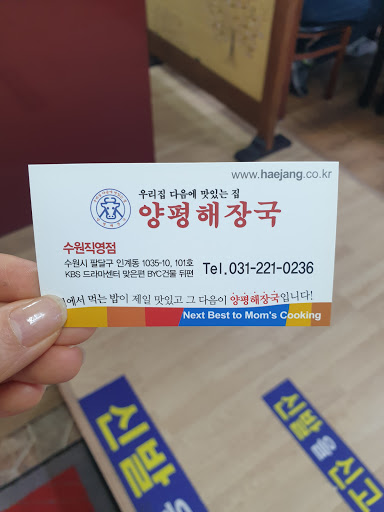 www.haejang.co.kr
우리집 다음에 맛있는 집
양평해장국
수원직영점
수원시 팔달구 인계동 1035-10, 101호
KBS 드라마센터 맞은편 BYC건물 뒤편
Tel.031-221-0236
에서 먹는 밥이 제일 맛있고 그 다음이 양평해장국입니다!
Next Best to Mom's Cooking
신발
신발 을 신고